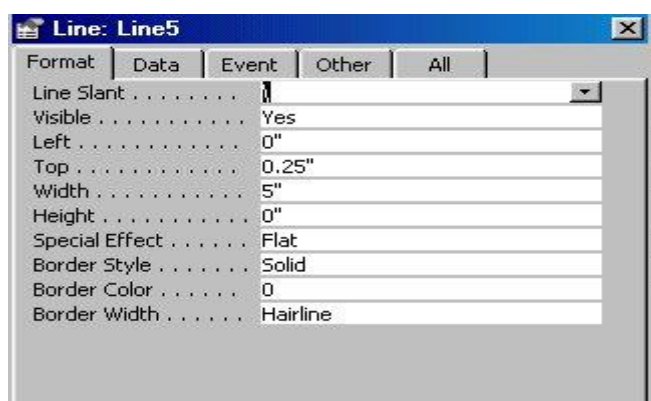 Line: Line5
Format Data Event Other All
Line Slant . . . . . . . . \
Visible . . . . . . . . . . . Yes
Left . . . . . . . . . . . . . 0"
Top . . . . . . . . . . . . . 0.25"
Width . . . . . . . . . . . . 5"
Height . . . . . . . . . . . 0"
Special Effect . . . . . . Flat
Border Style . . . . . . . Solid
Border Color . . . . . . 0
Border Width . . . . . . Hairline